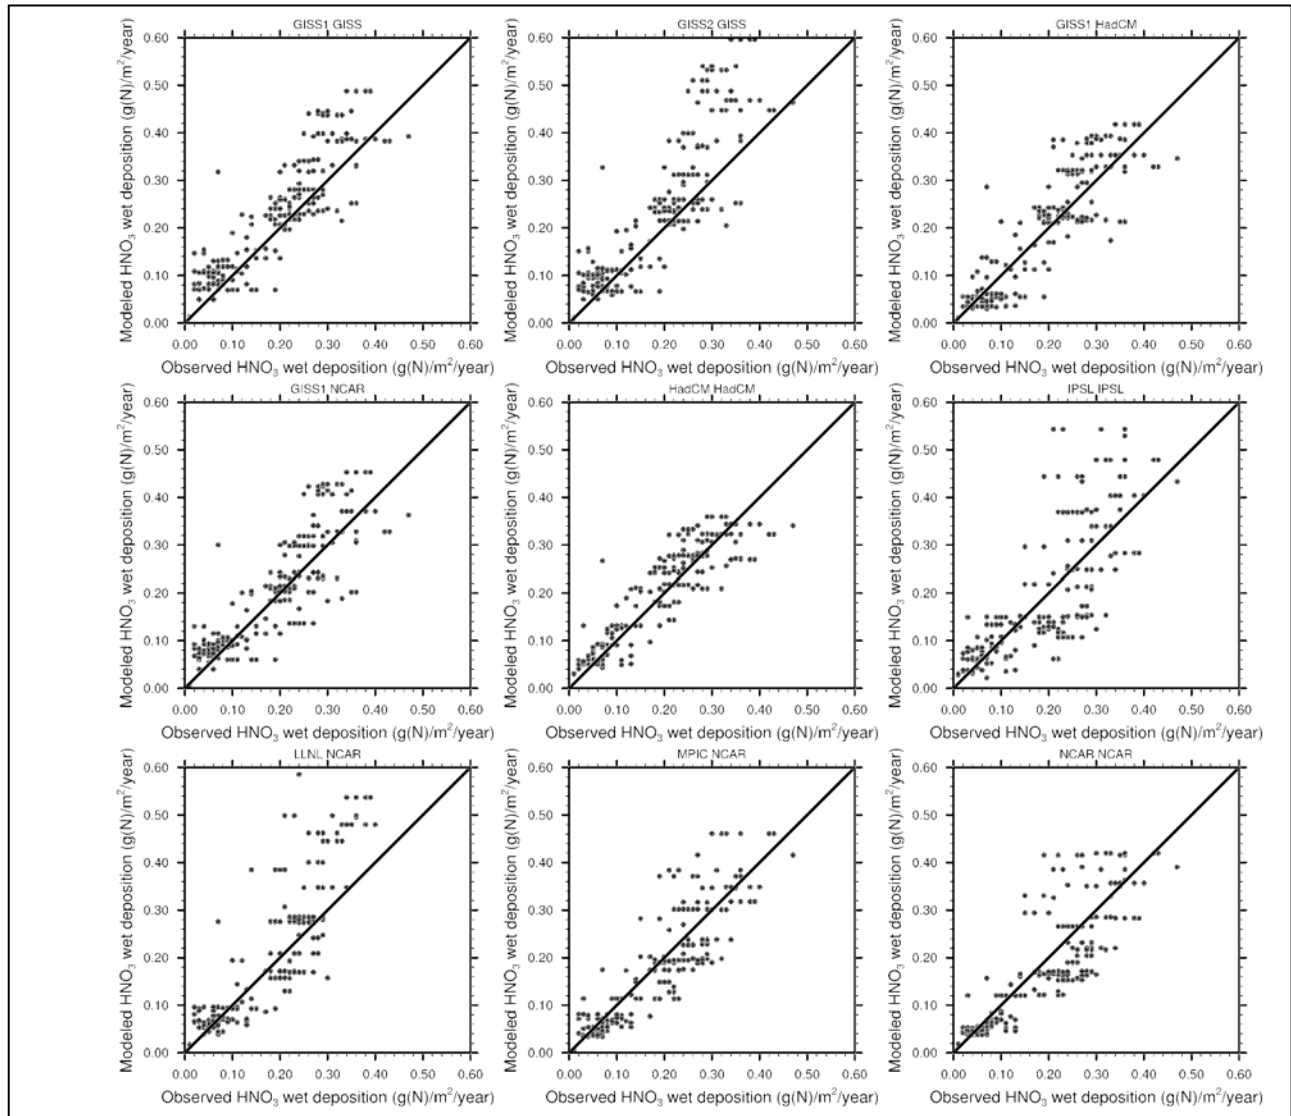 GISS1 GISS
GISS2 GISS
GISS1 HadCM
Modeled HNO₃ wet deposition (g(N)/m²/year)
0.60
0.50
0.40
0.30
0.20
0.10
0.00
0.00 0.10 0.20 0.30 0.40 0.50 0.60
Observed HNO₃ wet deposition (g(N)/m²/year)
Modeled HNO₃ wet deposition (g(N)/m²/year)
0.60
0.50
0.40
0.30
0.20
0.10
0.00
0.00 0.10 0.20 0.30 0.40 0.50 0.60
Observed HNO₃ wet deposition (g(N)/m²/year)
Modeled HNO₃ wet deposition (g(N)/m²/year)
0.60
0.50
0.40
0.30
0.20
0.10
0.00
0.00 0.10 0.20 0.30 0.40 0.50 0.60
Observed HNO₃ wet deposition (g(N)/m²/year)
GISS1 NCAR
HadCM HadCM
IPSL IPSL
Modeled HNO₃ wet deposition (g(N)/m²/year)
0.60
0.50
0.40
0.30
0.20
0.10
0.00
0.00 0.10 0.20 0.30 0.40 0.50 0.60
Observed HNO₃ wet deposition (g(N)/m²/year)
Modeled HNO₃ wet deposition (g(N)/m²/year)
0.60
0.50
0.40
0.30
0.20
0.10
0.00
0.00 0.10 0.20 0.30 0.40 0.50 0.60
Observed HNO₃ wet deposition (g(N)/m²/year)
Modeled HNO₃ wet deposition (g(N)/m²/year)
0.60
0.50
0.40
0.30
0.20
0.10
0.00
0.00 0.10 0.20 0.30 0.40 0.50 0.60
Observed HNO₃ wet deposition (g(N)/m²/year)
LLNL NCAR
MPIC NCAR
NCAR NCAR
Modeled HNO₃ wet deposition (g(N)/m²/year)
0.60
0.50
0.40
0.30
0.20
0.10
0.00
0.00 0.10 0.20 0.30 0.40 0.50 0.60
Observed HNO₃ wet deposition (g(N)/m²/year)
Modeled HNO₃ wet deposition (g(N)/m²/year)
0.60
0.50
0.40
0.30
0.20
0.10
0.00
0.00 0.10 0.20 0.30 0.40 0.50 0.60
Observed HNO₃ wet deposition (g(N)/m²/year)
Modeled HNO₃ wet deposition (g(N)/m²/year)
0.60
0.50
0.40
0.30
0.20
0.10
0.00
0.00 0.10 0.20 0.30 0.40 0.50 0.60
Observed HNO₃ wet deposition (g(N)/m²/year)